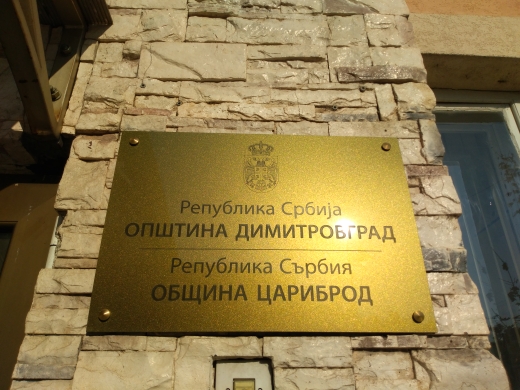 Република Србија
ОПШТИНА ДИМИТРОВГРАД
Република Сърбия
ОБЩИНА ЦАРИБРОД